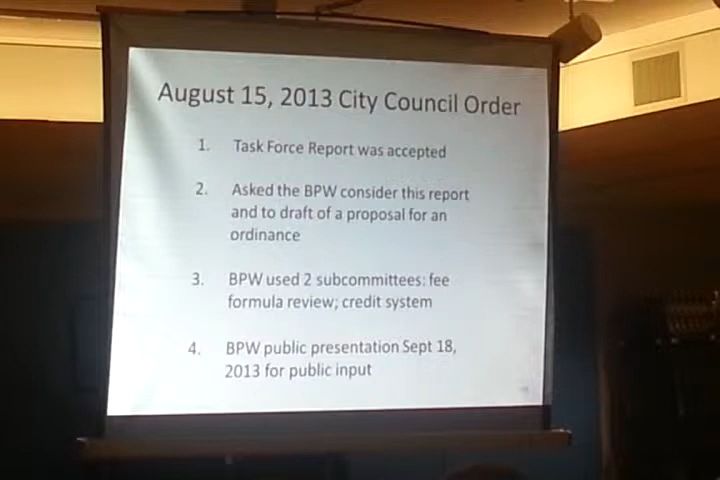 August 15, 2013 City Council Order
1. Task Force Report was accepted
2. Asked the BPW consider this report
and to draft of a proposal for an
ordinance
3. BPW used 2 subcommittees: fee
formula review; credit system
4. BPW public presentation Sept 18,
2013 for public input